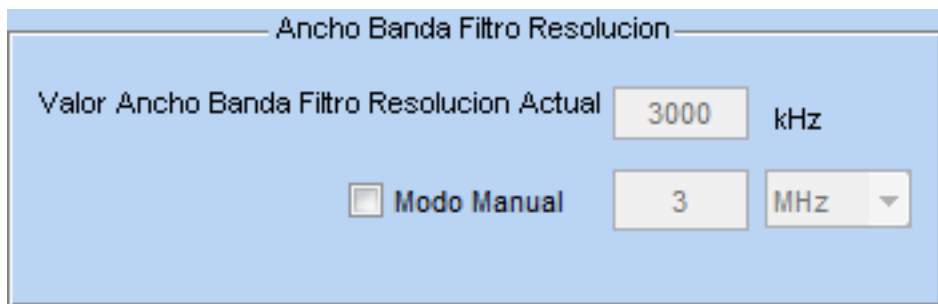 Ancho Banda Filtro Resolucion
Valor Ancho Banda Filtro Resolucion Actual 3000 kHz
Modo Manual 3 MHz